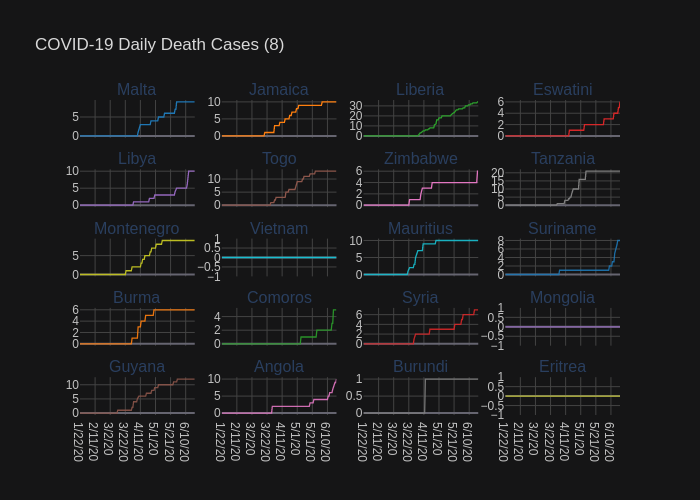 COVID-19 Daily Death Cases (8)
Malta Jamaica Liberia Eswatini
5 0
10 5 0
30 20 10 0
6 4 2 0
Libya Togo Zimbabwe Tanzania
10 5 0
10 5 0
6 4 2 0
20 15 10 5 0
Montenegro Vietnam Mauritius Suriname
5 0
1 0.5 0 −0.5 −1
10 5 0
8 6 4 2 0
Burma Comoros Syria Mongolia
6 4 2 0
4 2 0
6 4 2 0
1 0.5 0 −0.5 −1
Guyana Angola Burundi Eritrea
10 5 0
10 5 0
1 0.5 0
1 0.5 0 −0.5 −1
1/22/20 2/11/20 3/2/20 3/22/20 4/11/20 5/1/20 5/21/20 6/10/20
1/22/20 2/11/20 3/2/20 3/22/20 4/11/20 5/1/20 5/21/20 6/10/20
1/22/20 2/11/20 3/2/20 3/22/20 4/11/20 5/1/20 5/21/20 6/10/20
1/22/20 2/11/20 3/2/20 3/22/20 4/11/20 5/1/20 5/21/20 6/10/20